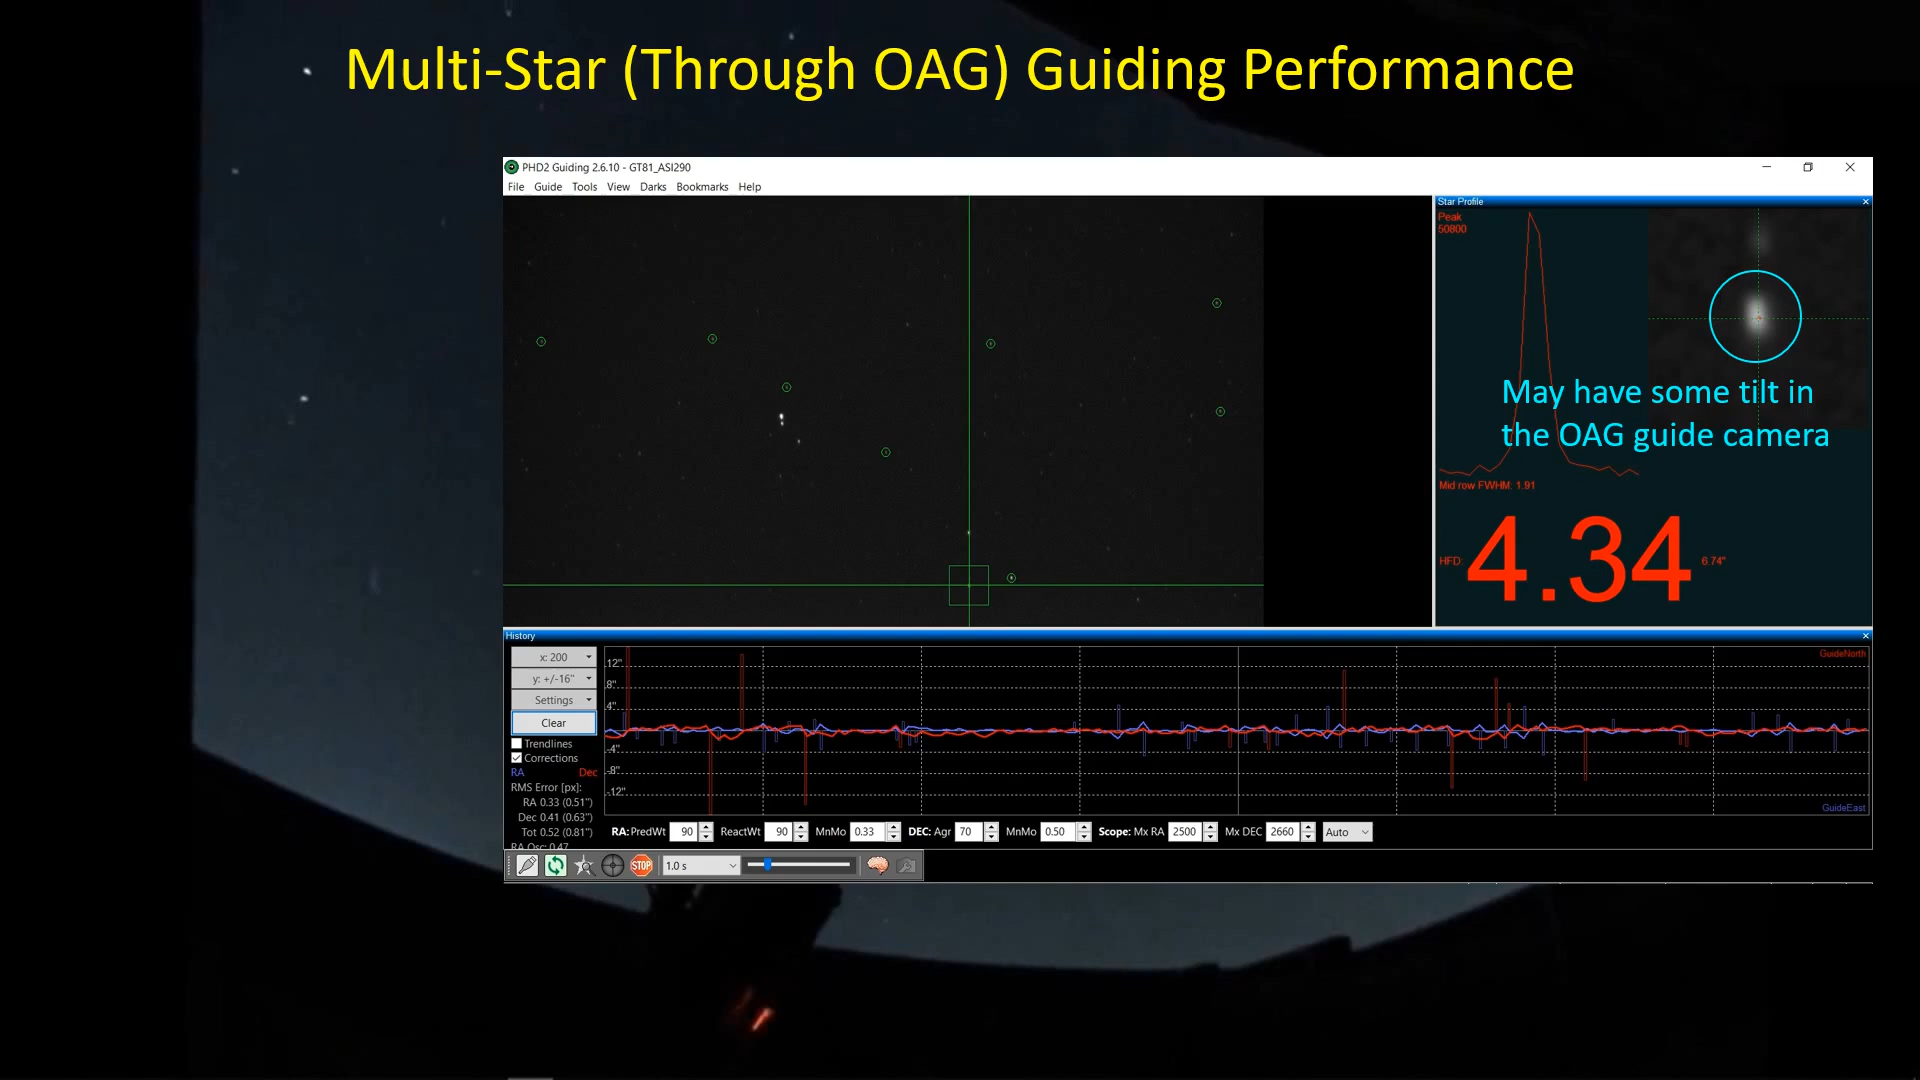 Multi-Star (Through OAG) Guiding Performance
PHD2 Guiding 2.6.10 - GT81_ASI290
File Guide Tools View Darks Bookmarks Help
Star Profile
Peak
50800
May have some tilt in
the OAG guide camera
Mid row FWHM: 1.91
HFD: 4.34 6.74"
History
x: 200
y: +/-16"
Settings
Clear
Trendlines
Corrections
RA Dec
RMS Error [px]:
RA 0.33 (0.51")
Dec 0.41 (0.63")
Tot 0.52 (0.81")
RA Osc: 0.47
12"
8"
4"
-4"
-8"
-12"
GuideNorth
GuideEast
RA: PredWt 90 ReactWt 90 MnMo 0.33 DEC: Agr 70 MnMo 0.50 Scope: Mx RA 2500 Mx DEC 2660 Auto
STOP 1.0 s